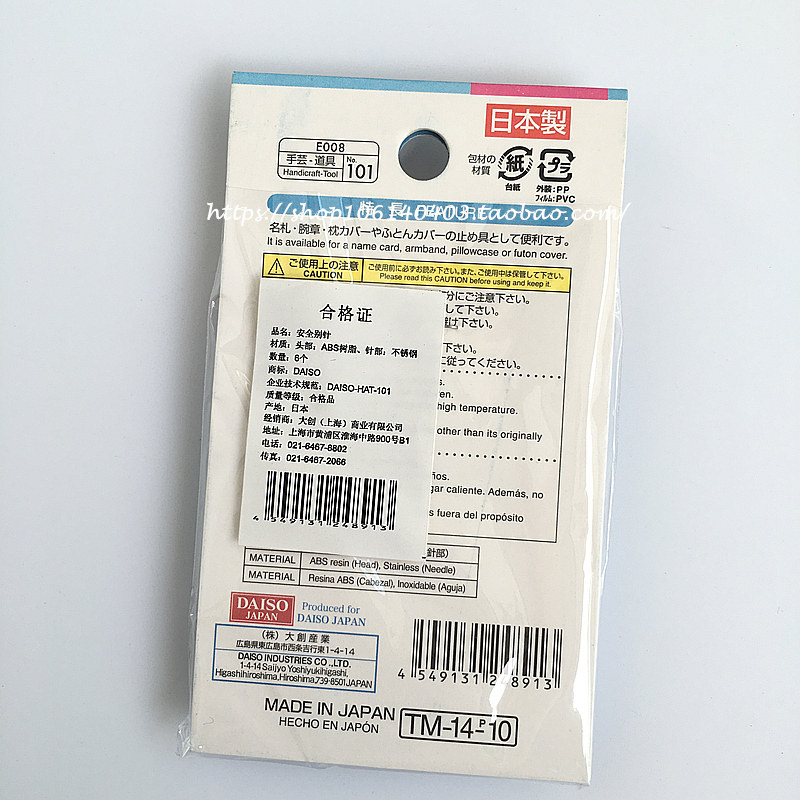 日本製
E008
手芸-道具
Handicraft-Tool
No.
101
包材の
材質
紙
台紙
プラ
外装:PP
フィルム:PVC
特 長 FEATURE
https://shop106140403.taobao.com/
名札・腕章・枕カバーやふとんカバーの止め具として便利です。
It is available for a name card, armband, pillowcase or futon cover.
ご使用上の注意
CAUTION
ご使用前に必ずお読み下さい。また、ご使用中は保管して下さい。
Please read this CAUTION before using and keep it.
分にご注意下さい。
して下さい。
け下さい。
下さい。
に従ってください。
s.
en.
high temperature.
other than its originally
ños.
gar caliente. Además, no
s fuera del propósito
合格证
品名：安全别针
材质：头部：ABS树脂、针部：不锈钢
数量：6个
商标：DAISO
企业技术规范：DAISO-HAT-101
质量等级：合格品
产地：日本
经销商：大创（上海）商业有限公司
地址：上海市黄浦区淮海中路900号B1
电话：021-6467-8802
传真：021-6467-2066
4549131248913
針部）
MATERIAL ABS resin (Head), Stainless (Needle)
MATERIAL Resina ABS (Cabezal), Inoxidable (Aguja)
DAISO
JAPAN
Produced for
DAISO JAPAN
（株）大創産業
広島県東広島市西条吉行東1-4-14
DAISO INDUSTRIES CO.,LTD.
1-4-14 Saijyo Yoshiyukihigashi,
Higashihiroshima,Hiroshima,739-8501JAPAN
4 549131 248913
MADE IN JAPAN
HECHO EN JAPÓN
TM-14-P-10